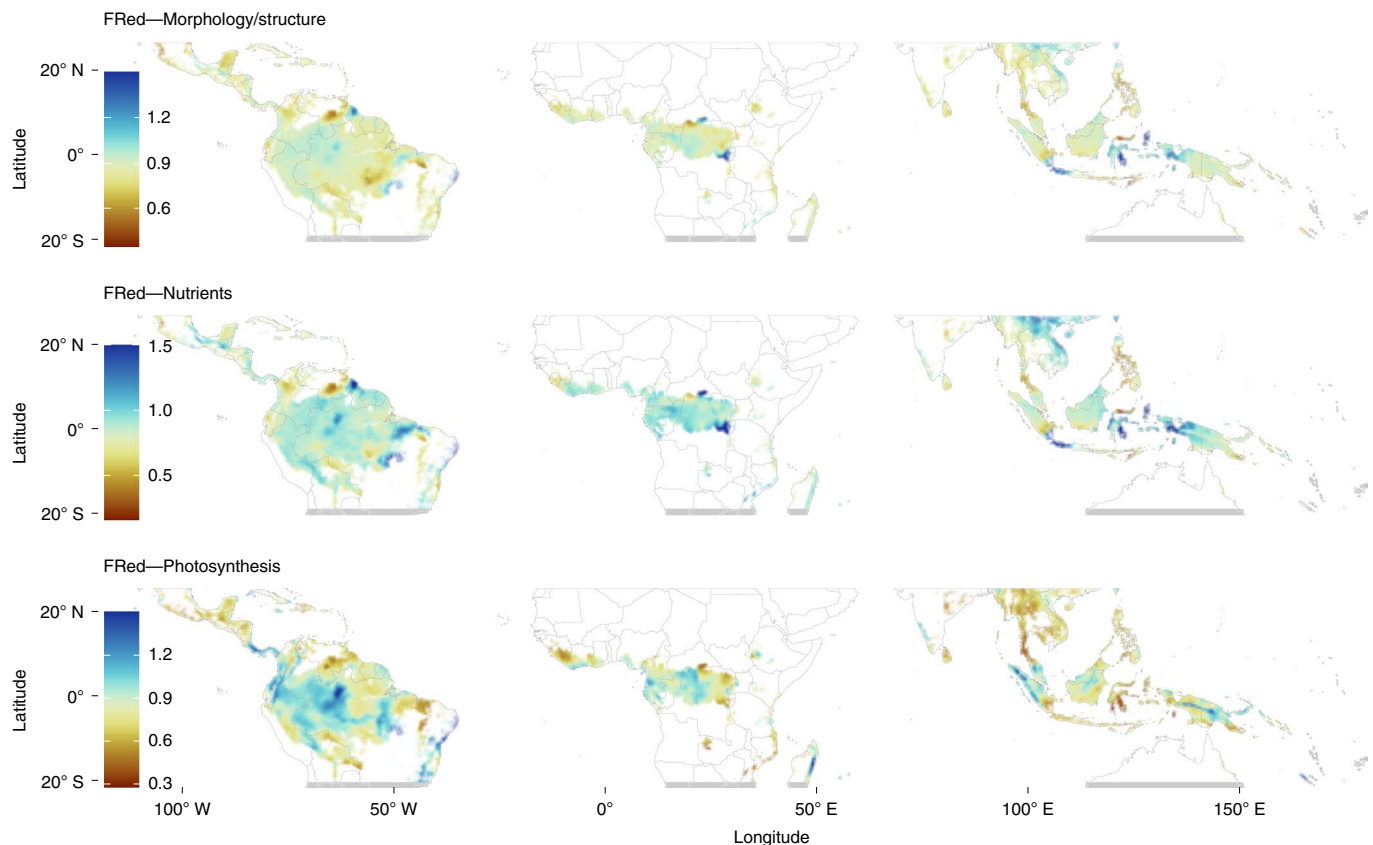 FRed—Morphology/structure
20° N
0°
20° S
Latitude
1.2
0.9
0.6
FRed—Nutrients
20° N
0°
20° S
Latitude
1.5
1.0
0.5
FRed—Photosynthesis
20° N
0°
20° S
Latitude
1.2
0.9
0.6
0.3
100° W
50° W
0°
50° E
100° E
150° E
Longitude